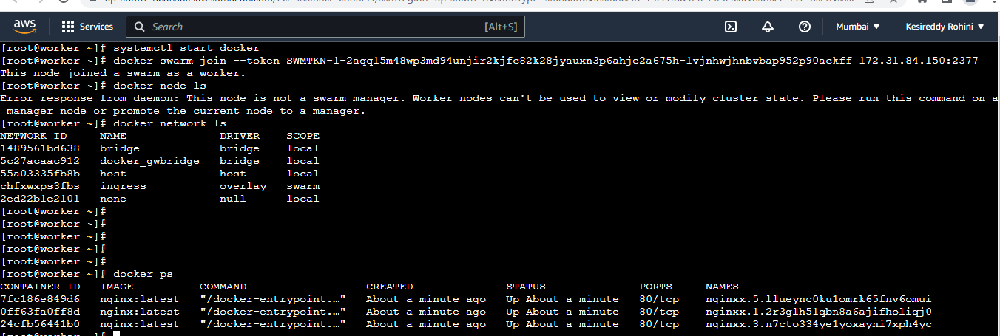 aws Services Search [Alt+S] Mumbai Kesireddy Rohini
[root@worker ~]# systemctl start docker
[root@worker ~]# docker swarm join --token SWMTKN-1-2aqq15m48wp3md94unjir2kjfc82k28jyauxn3p6ahje2a675h-1vjnhwjhnbvbap952p90ackff 172.31.84.150:2377
This node joined a swarm as a worker.
[root@worker ~]# docker node ls
Error response from daemon: This node is not a swarm manager. Worker nodes can't be used to view or modify cluster state. Please run this command on a
manager node or promote the current node to a manager.
[root@worker ~]# docker network ls
NETWORK ID NAME DRIVER SCOPE
1489561bd638 bridge bridge local
5c27acaac912 docker_gwbridge bridge local
55a03335fb8b host host local
chfxwxps3fbs ingress overlay swarm
2ed22b1e2101 none null local
[root@worker ~]#
[root@worker ~]#
[root@worker ~]#
[root@worker ~]#
[root@worker ~]#
[root@worker ~]# docker ps
CONTAINER ID IMAGE COMMAND CREATED STATUS PORTS NAMES
7fc186e849d6 nginx:latest "/docker-entrypoint.…" About a minute ago Up About a minute 80/tcp nginxx.5.llueync0ku1omrk65fnv6omui
0ff63fa0ff8d nginx:latest "/docker-entrypoint.…" About a minute ago Up About a minute 80/tcp nginxx.1.2r3glh51qbn8a6ajifholiqj0
24cfb56441b0 nginx:latest "/docker-entrypoint.…" About a minute ago Up About a minute 80/tcp nginxx.3.n7cto334ye1yoxayni7xph4yc
[root@worker ~]#